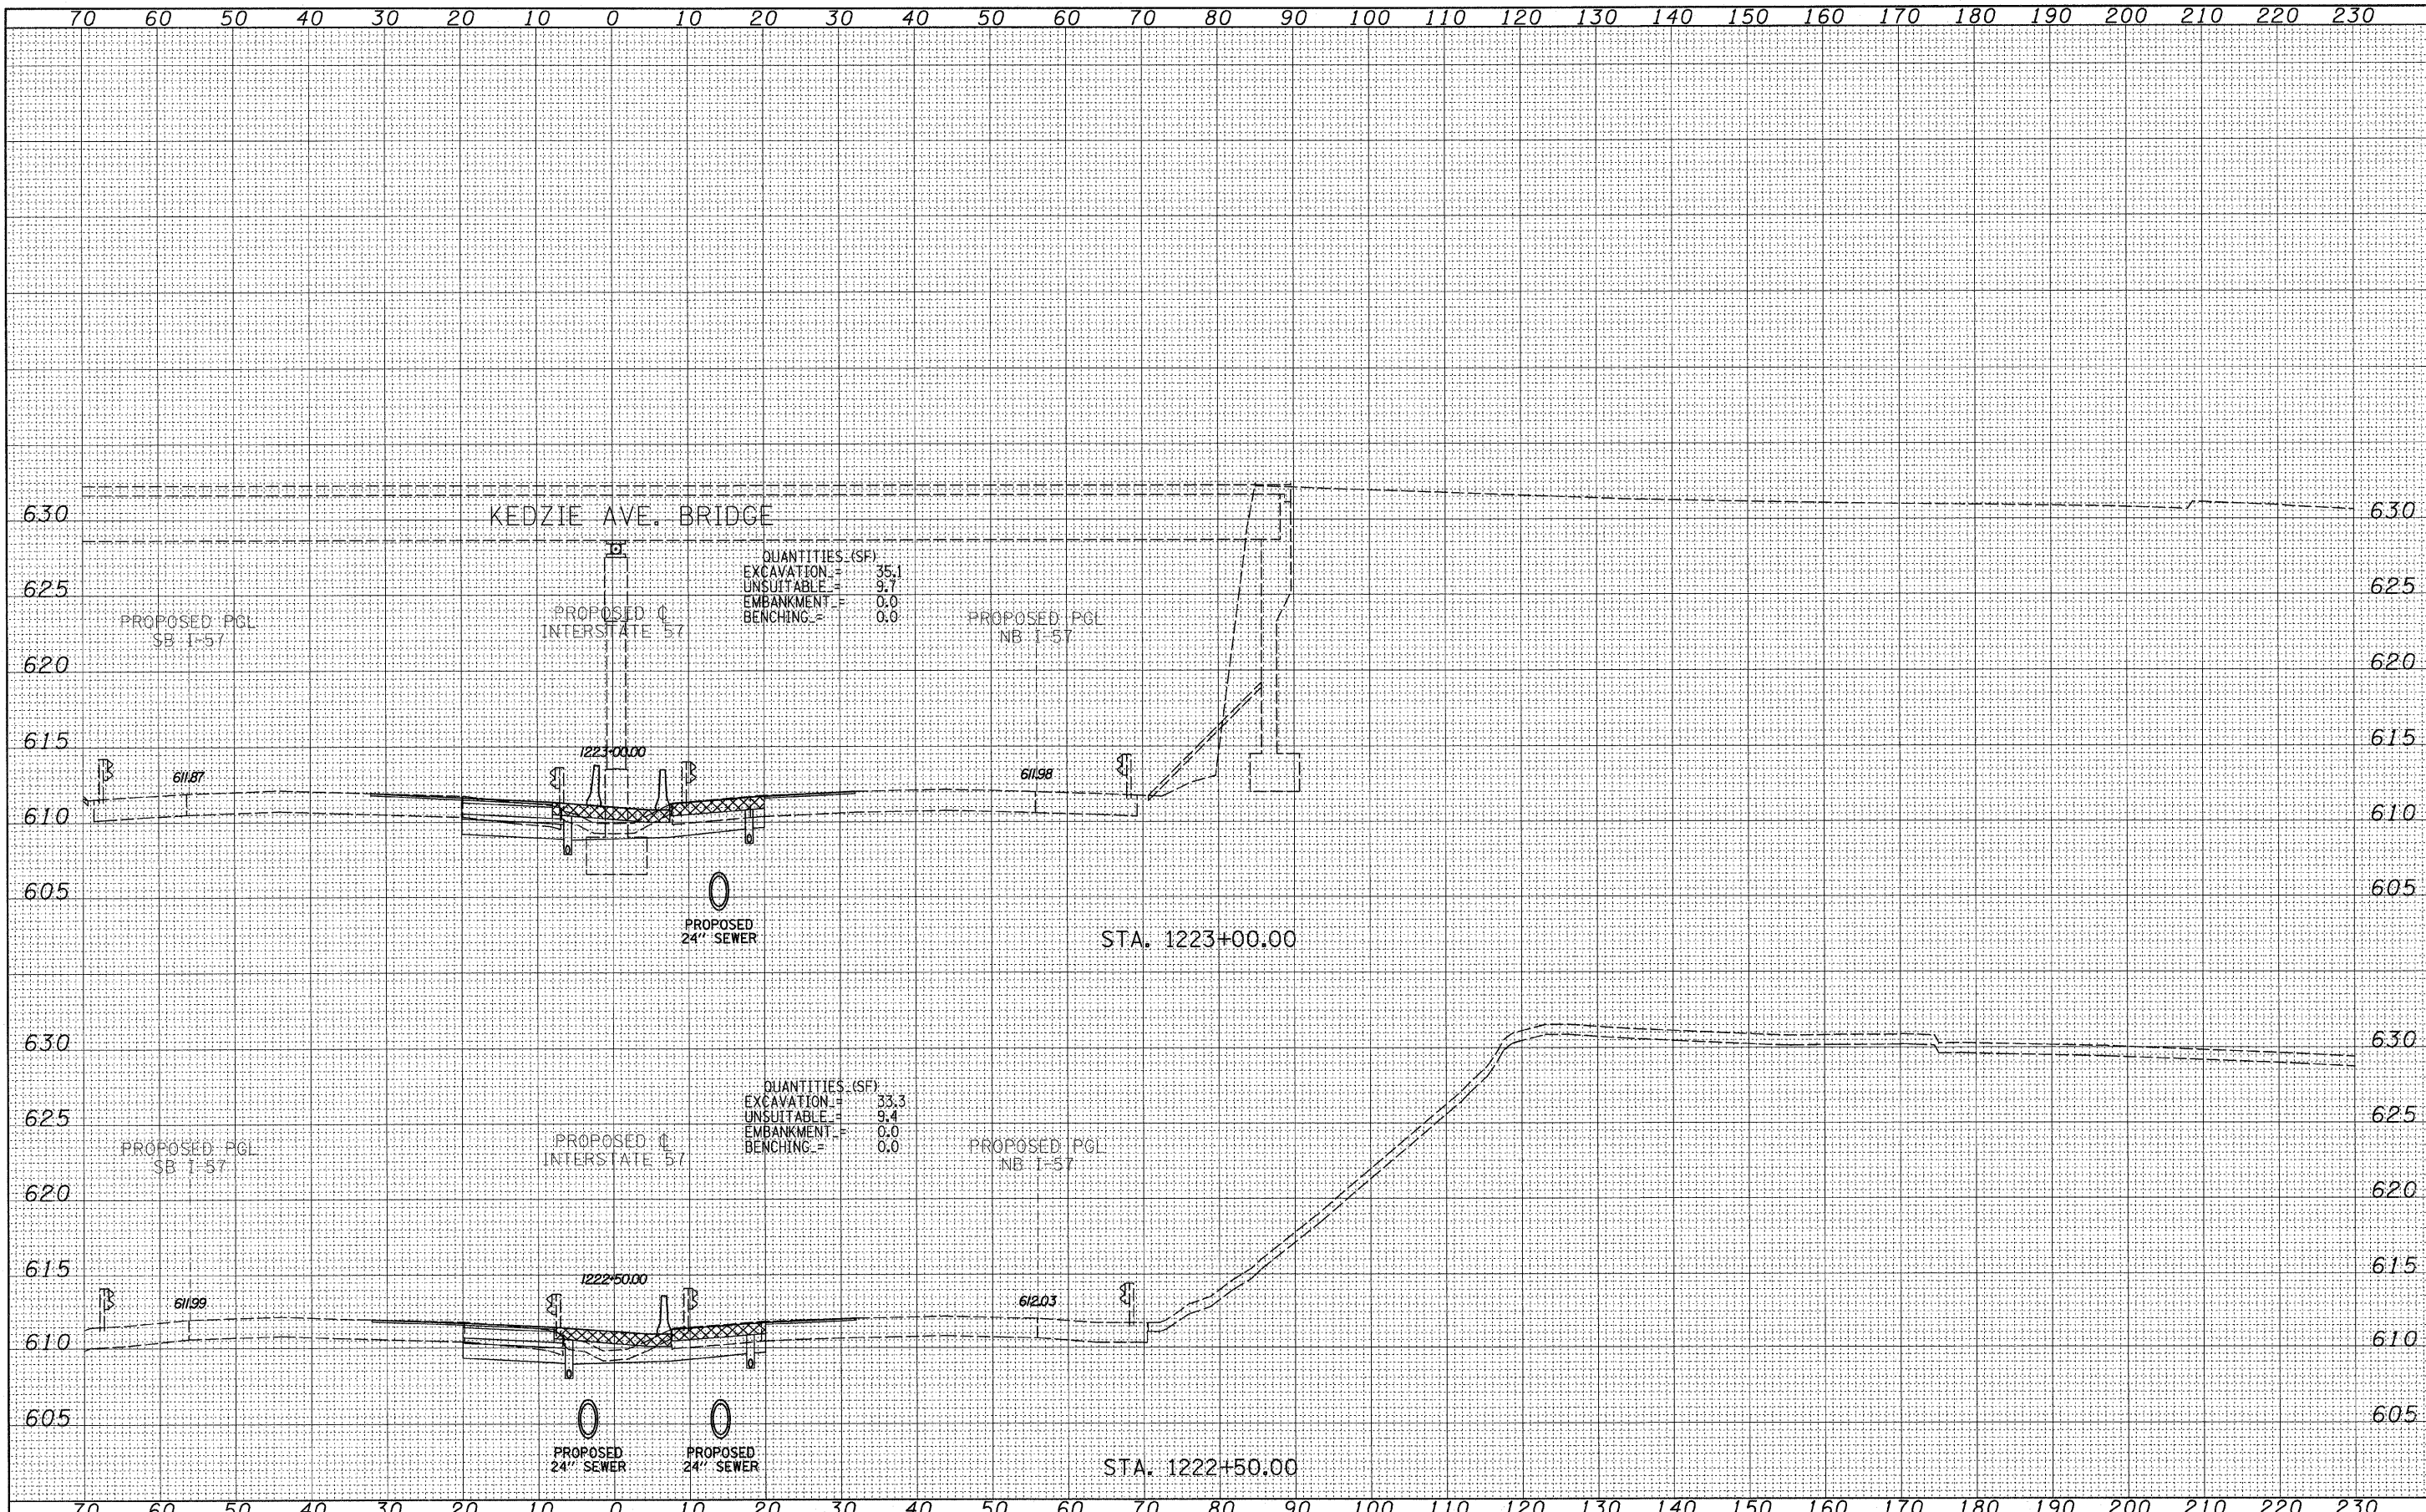 70 60 50 40 30 20 10 0 10 20 30 40 50 60 70 80 90 100 110 120 130 140 150 160 170 180 190 200 210 220 230
630 KEDZIE AVE. BRIDGE 630
QUANTITIES (SF)
EXCAVATION = 35.1
625 UNSUITABLE = 9.7 625
EMBANKMENT = 0.0
BENCHING = 0.0
PROPOSED PGL
SB I-57
PROPOSED ℄
INTERSTATE 57
PROPOSED PGL
NB I-57
620 620
615 1223+00.00 615
611.87 611.98
610 610
605 605
PROPOSED
24" SEWER
STA. 1223+00.00
630 630
QUANTITIES (SF)
EXCAVATION = 33.3
625 UNSUITABLE = 9.4 625
EMBANKMENT = 0.0
BENCHING = 0.0
PROPOSED PGL
SB I-57
PROPOSED ℄
INTERSTATE 57
PROPOSED PGL
NB I-57
620 620
615 1222+50.00 615
611.99 612.03
610 610
605 605
PROPOSED
24" SEWER
PROPOSED
24" SEWER
STA. 1222+50.00
70 60 50 40 30 20 10 0 10 20 30 40 50 60 70 80 90 100 110 120 130 140 150 160 170 180 190 200 210 220 230